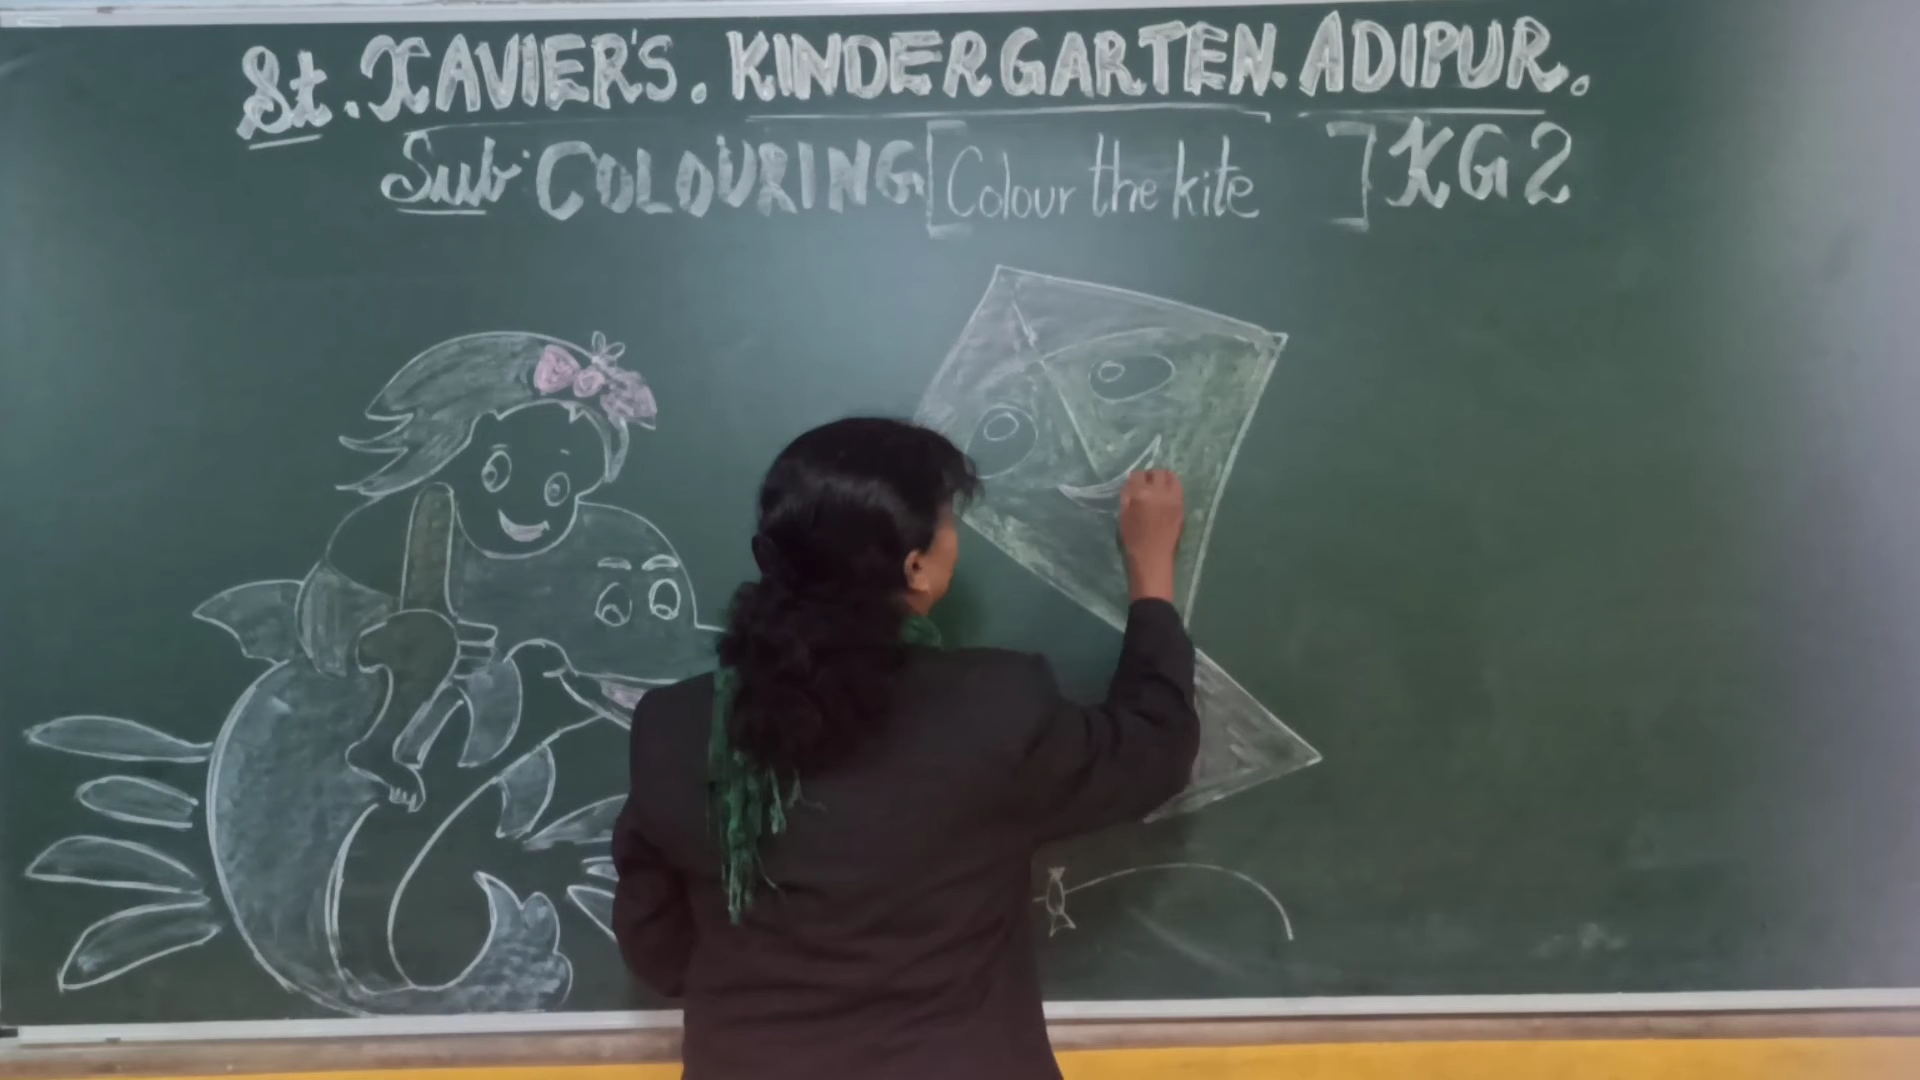 St. XAVIER'S. KINDERGARTEN. ADIPUR.
Sub: COLOURING. [Colour the kite ] KG 2